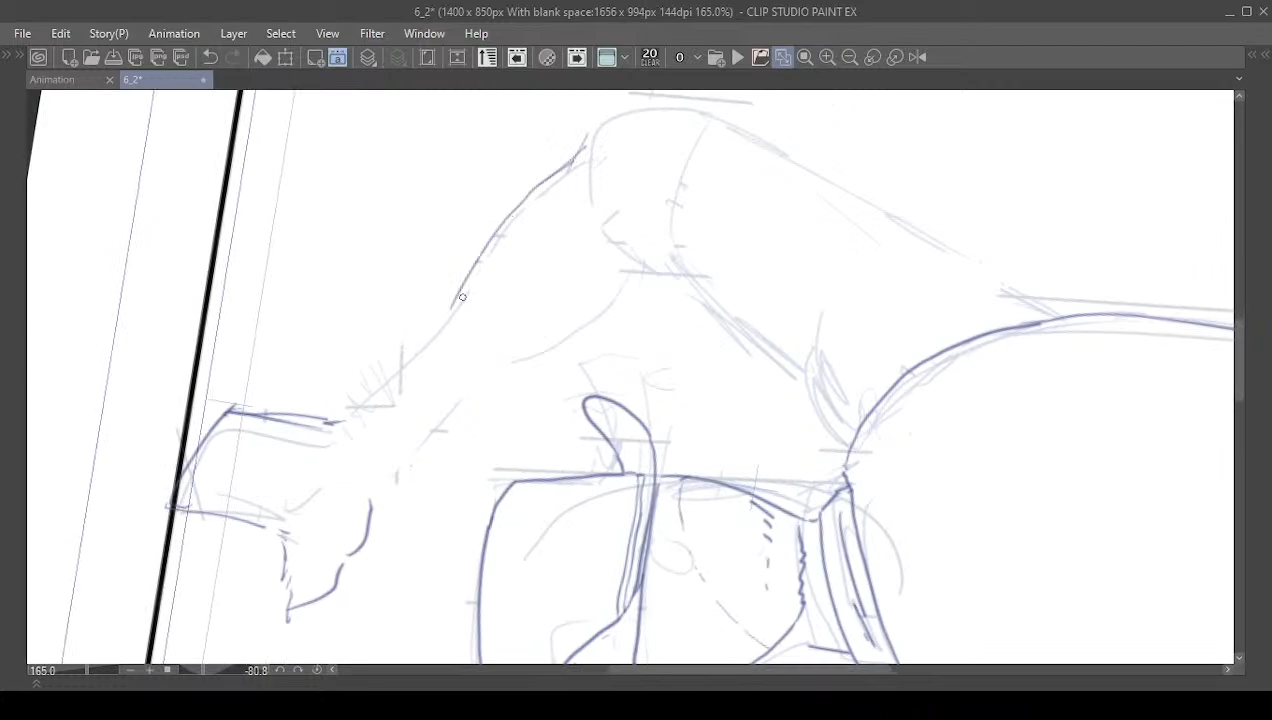 6_2* (1400 x 850px With blank space:1656 x 994px 144dpi 165.0%) - CLIP STUDIO PAINT EX
File Edit Story(P) Animation Layer Select View Filter Window Help
20 CLEAR 0
Animation 6_2*
165.0 -80.8